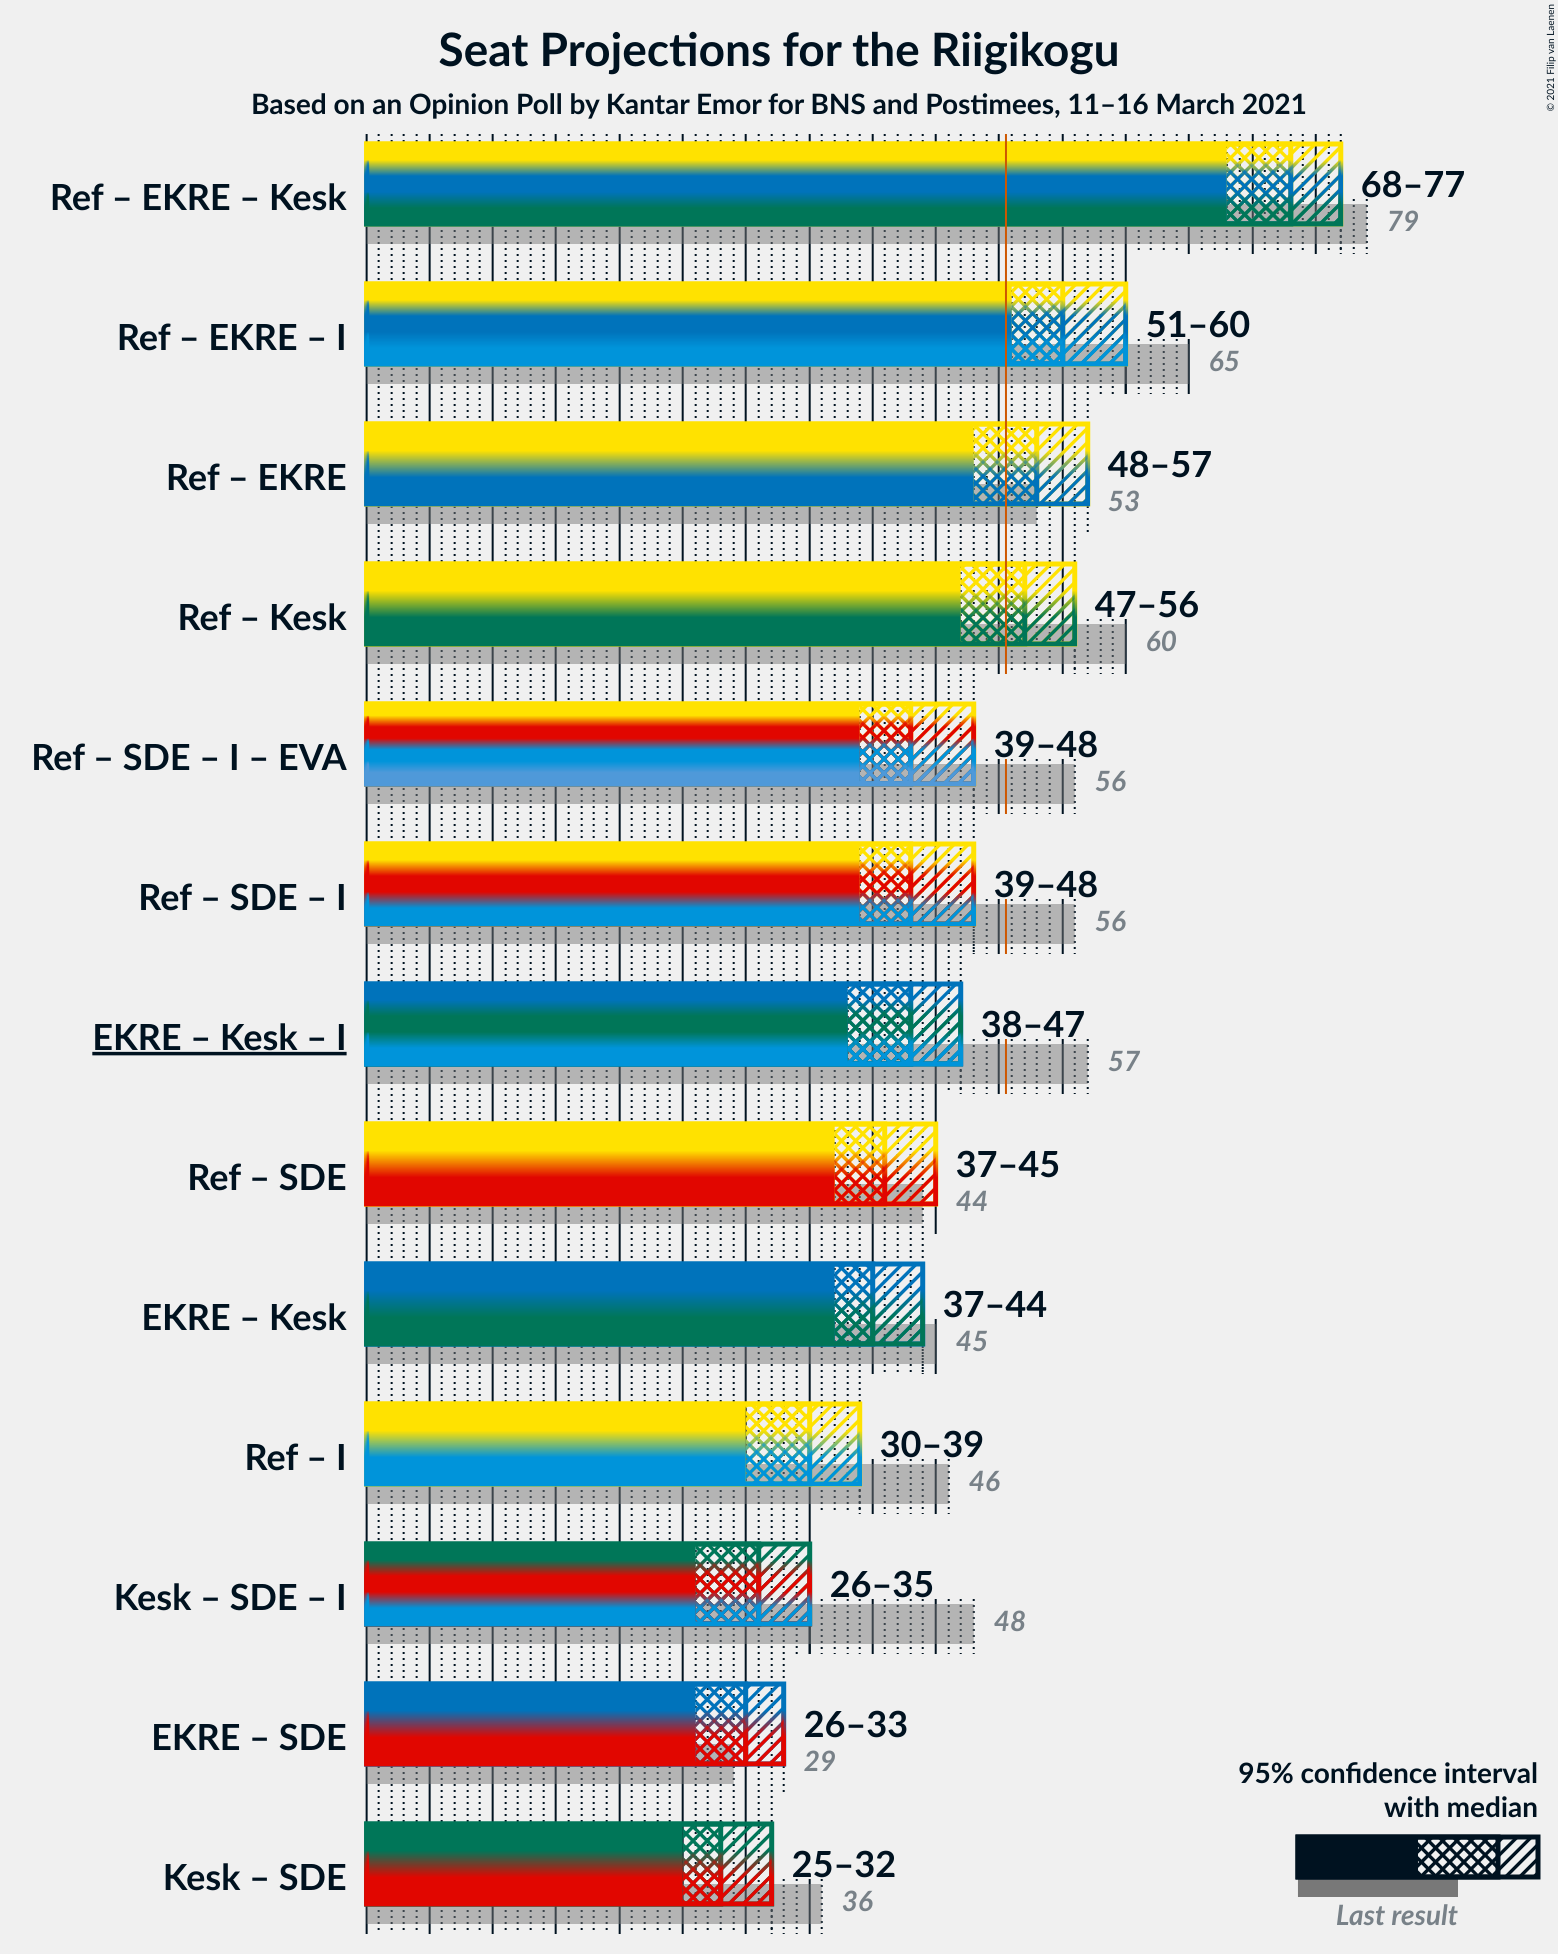 Seat Projections for the Riigikogu
Based on an Opinion Poll by Kantar Emor for BNS and Postimees, 11–16 March 2021
© 2021 Filip van Laenen
Ref – EKRE – Kesk
68–77
79
Ref – EKRE – I
51–60
65
Ref – EKRE
48–57
53
Ref – Kesk
47–56
60
Ref – SDE – I – EVA
39–48
56
Ref – SDE – I
39–48
56
EKRE – Kesk – I
38–47
57
Ref – SDE
37–45
44
EKRE – Kesk
37–44
45
Ref – I
30–39
46
Kesk – SDE – I
26–35
48
EKRE – SDE
26–33
29
Kesk – SDE
25–32
36
95% confidence interval
with median
Last result